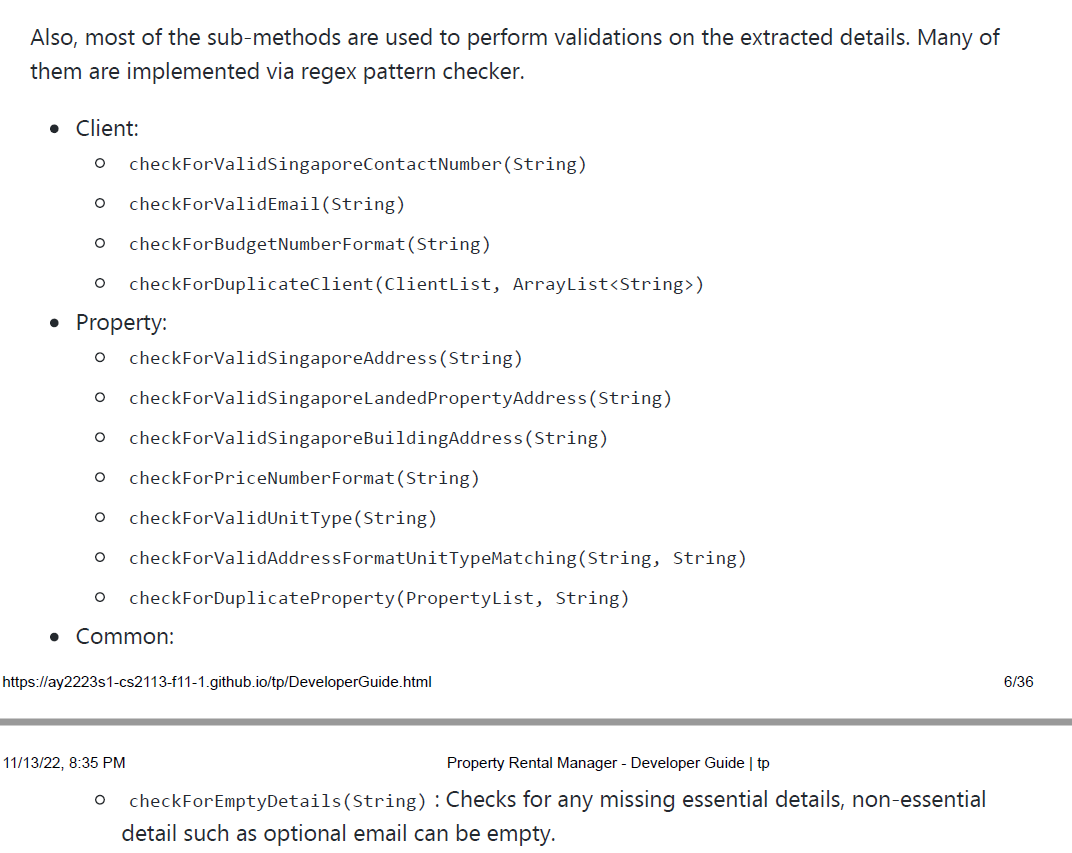 Also, most of the sub-methods are used to perform validations on the extracted details. Many of
them are implemented via regex pattern checker.
Client:
checkForValidSingaporeContactNumber(String)
checkForValidEmail(String)
checkForBudgetNumberFormat(String)
checkForDuplicateClient(ClientList, ArrayList<String>)
Property:
checkForValidSingaporeAddress(String)
checkForValidSingaporeLandedPropertyAddress(String)
checkForValidSingaporeBuildingAddress(String)
checkForPriceNumberFormat(String)
checkForValidUnitType(String)
checkForValidAddressFormatUnitTypeMatching(String, String)
checkForDuplicateProperty(PropertyList, String)
Common:
https://ay2223s1-cs2113-f11-1.github.io/tp/DeveloperGuide.html 6/36
11/13/22, 8:35 PM Property Rental Manager - Developer Guide | tp
checkForEmptyDetails(String) : Checks for any missing essential details, non-essential
detail such as optional email can be empty.